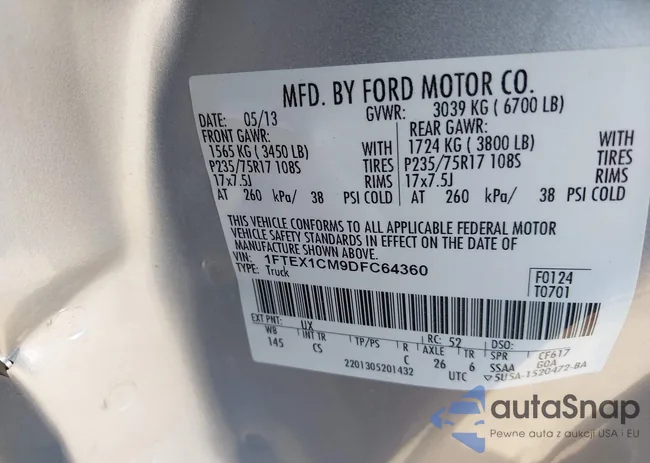 MFD. BY FORD MOTOR CO.
DATE: 05/13 GVWR: 3039 KG ( 6700 LB)
FRONT GAWR: REAR GAWR:
1565 KG ( 3450 LB) WITH 1724 KG ( 3800 LB) WITH
P235/75R17 108S TIRES P235/75R17 108S TIRES
17x7.5J RIMS 17x7.5J RIMS
AT 260 kPa/ 38 PSI COLD AT 260 kPa/ 38 PSI COLD
THIS VEHICLE CONFORMS TO ALL APPLICABLE FEDERAL MOTOR
VEHICLE SAFETY STANDARDS IN EFFECT ON THE DATE OF
MANUFACTURE SHOWN ABOVE.
VIN: 1FTEX1CM9DFC64360
TYPE: Truck
F0124
T0701
EXT PNT: UX RC: 52 DSO:
WB INT TR TP/PS R AXLE TR SPR CF617
145 CS C 26 6 SSAA GOA
2201305201432 UTC 5U5A-1520472-BA
autaSnap
Pewne auta z aukcji USA i EU